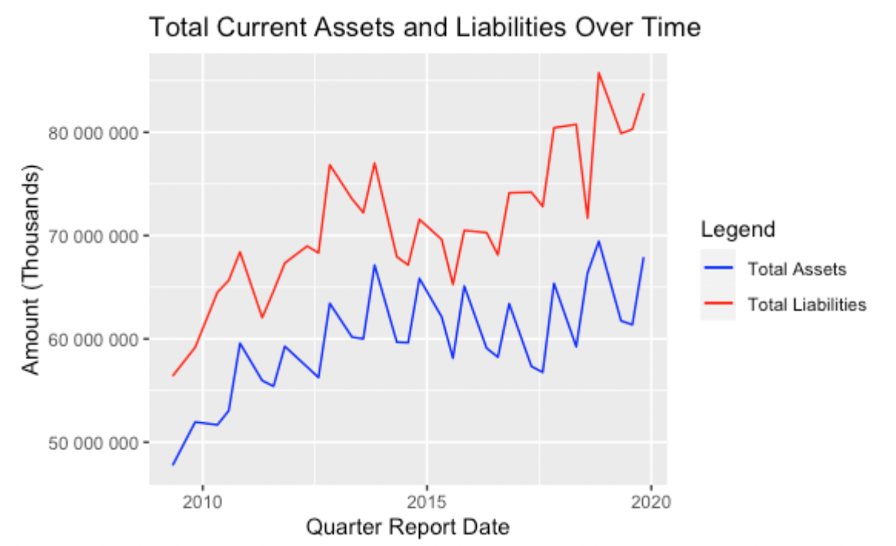 Total Current Assets and Liabilities Over Time
80 000 000
70 000 000
60 000 000
50 000 000
Amount (Thousands)
2010
2015
2020
Quarter Report Date
Legend
Total Assets
Total Liabilities